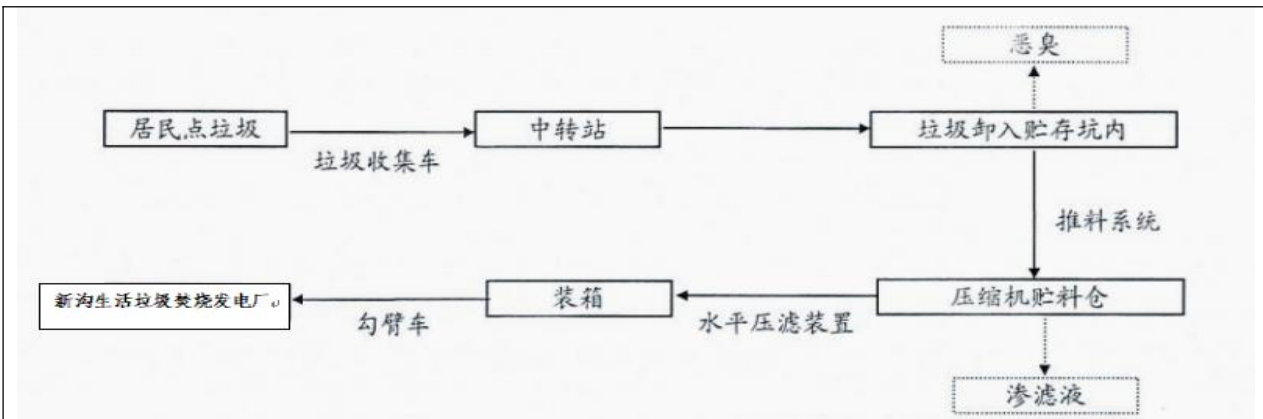 恶臭
居民点垃圾
中转站
垃圾卸入贮存坑内
垃圾收集车
推料系统
新沟生活垃圾焚烧发电厂
装箱
压缩机贮料仓
勾臂车
水平压滤装置
渗滤液